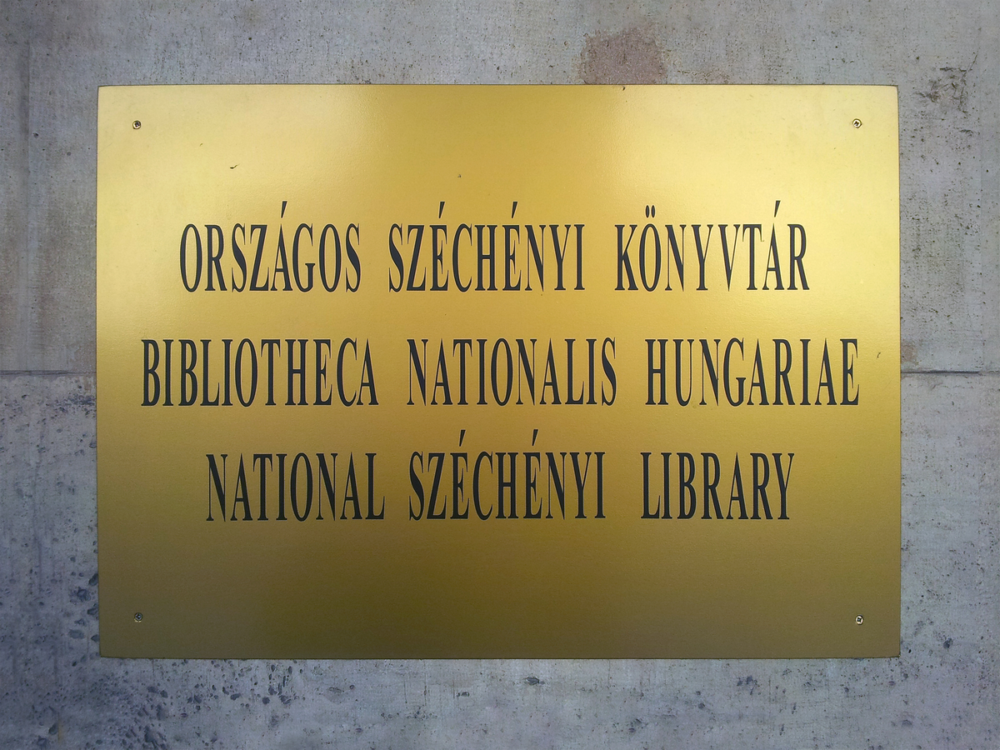 ORSZÁGOS SZÉCHÉNYI KÖNYVTÁR
BIBLIOTHECA NATIONALIS HUNGARIAE
NATIONAL SZÉCHÉNYI LIBRARY